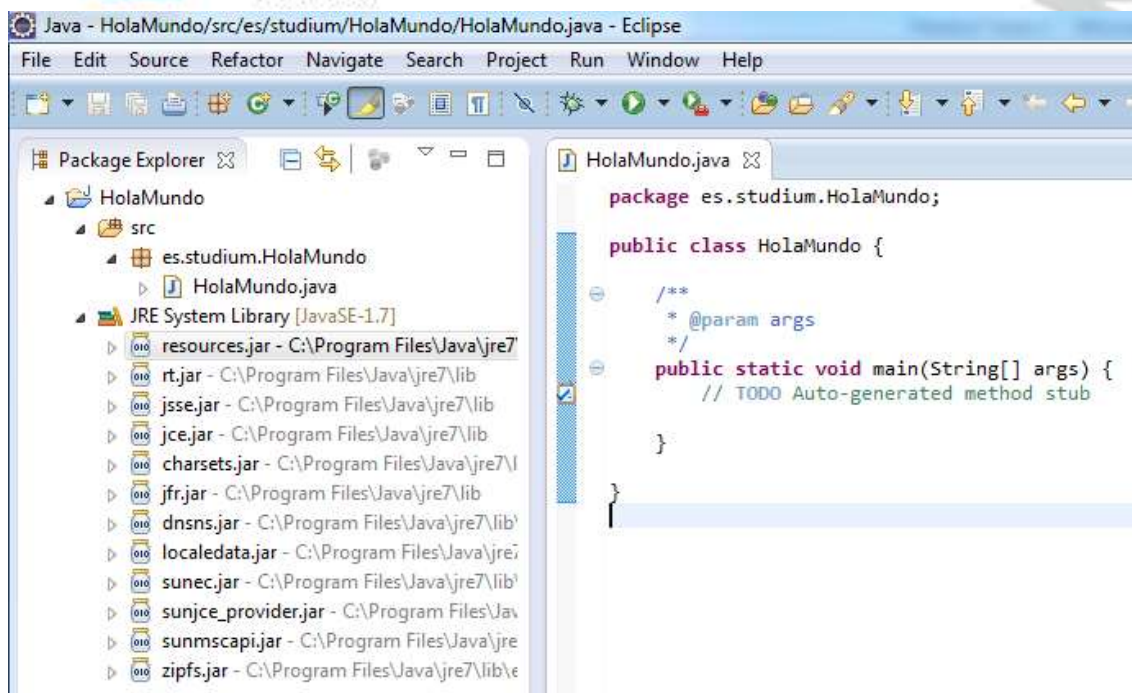 Java - HolaMundo/src/es/studium/HolaMundo/HolaMundo.java - Eclipse
File Edit Source Refactor Navigate Search Project Run Window Help
Package Explorer
HolaMundo
src
es.studium.HolaMundo
HolaMundo.java
JRE System Library [JavaSE-1.7]
resources.jar - C:\Program Files\Java\jre7
rt.jar - C:\Program Files\Java\jre7\lib
jsse.jar - C:\Program Files\Java\jre7\lib
jce.jar - C:\Program Files\Java\jre7\lib
charsets.jar - C:\Program Files\Java\jre7\l
jfr.jar - C:\Program Files\Java\jre7\lib
dnsns.jar - C:\Program Files\Java\jre7\lib\
localedata.jar - C:\Program Files\Java\jre7
sunec.jar - C:\Program Files\Java\jre7\lib\
sunjce_provider.jar - C:\Program Files\Jav
sunmscapi.jar - C:\Program Files\Java\jre
zipfs.jar - C:\Program Files\Java\jre7\lib\e
HolaMundo.java
package es.studium.HolaMundo;
public class HolaMundo {
/**
* @param args
*/
public static void main(String[] args) {
// TODO Auto-generated method stub
}
}